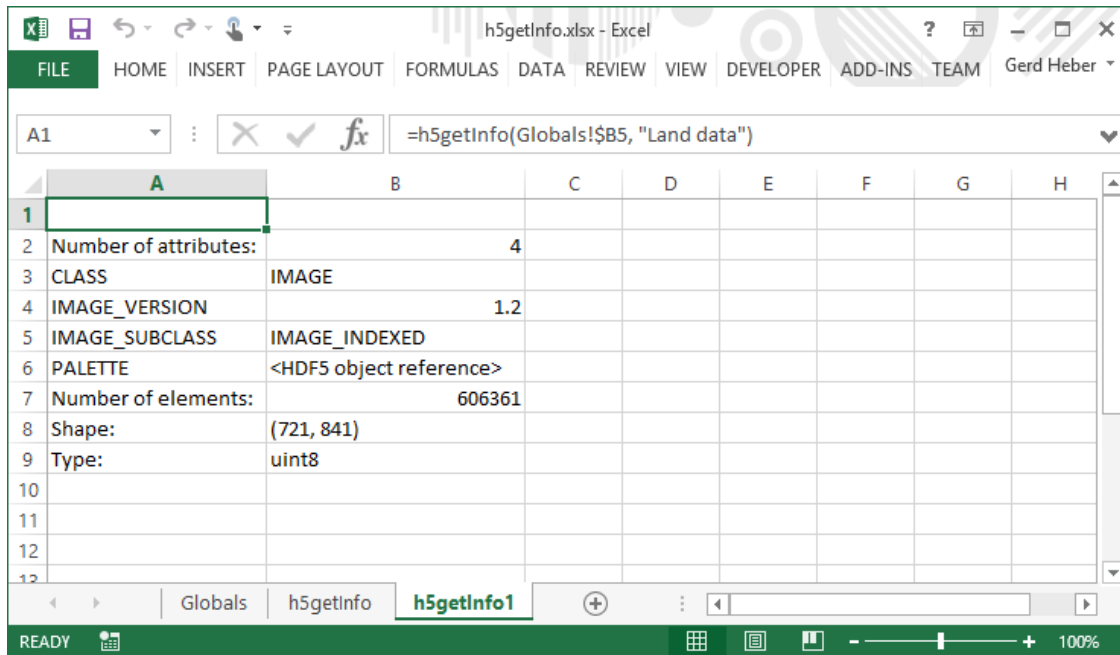 h5getInfo.xlsx - Excel
?
FILE HOME INSERT PAGE LAYOUT FORMULAS DATA REVIEW VIEW DEVELOPER ADD-INS TEAM Gerd Heber
A1 fx =h5getInfo(Globals!$B5, "Land data")
A B C D E F G H
1
2 Number of attributes: 4
3 CLASS IMAGE
4 IMAGE_VERSION 1.2
5 IMAGE_SUBCLASS IMAGE_INDEXED
6 PALETTE <HDF5 object reference>
7 Number of elements: 606361
8 Shape: (721, 841)
9 Type: uint8
10
11
12
13
Globals h5getInfo h5getInfo1
READY 100%